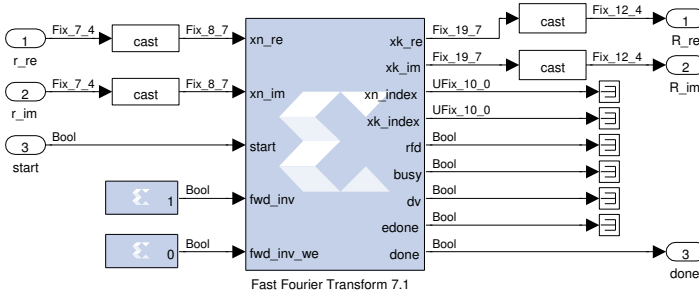 1 Fix_7_4 cast Fix_8_7 xn_re xk_re Fix_19_7 cast Fix_12_4 1
r_re R_re
2 Fix_7_4 cast Fix_8_7 xn_im xk_im Fix_19_7 cast Fix_12_4 2
r_im R_im
xn_index UFix_10_0
xk_index UFix_10_0
3 Bool start rfd Bool
start
busy Bool
1 Bool fwd_inv dv Bool
edone Bool
0 Bool fwd_inv_we done Bool 3
done
Fast Fourier Transform 7.1